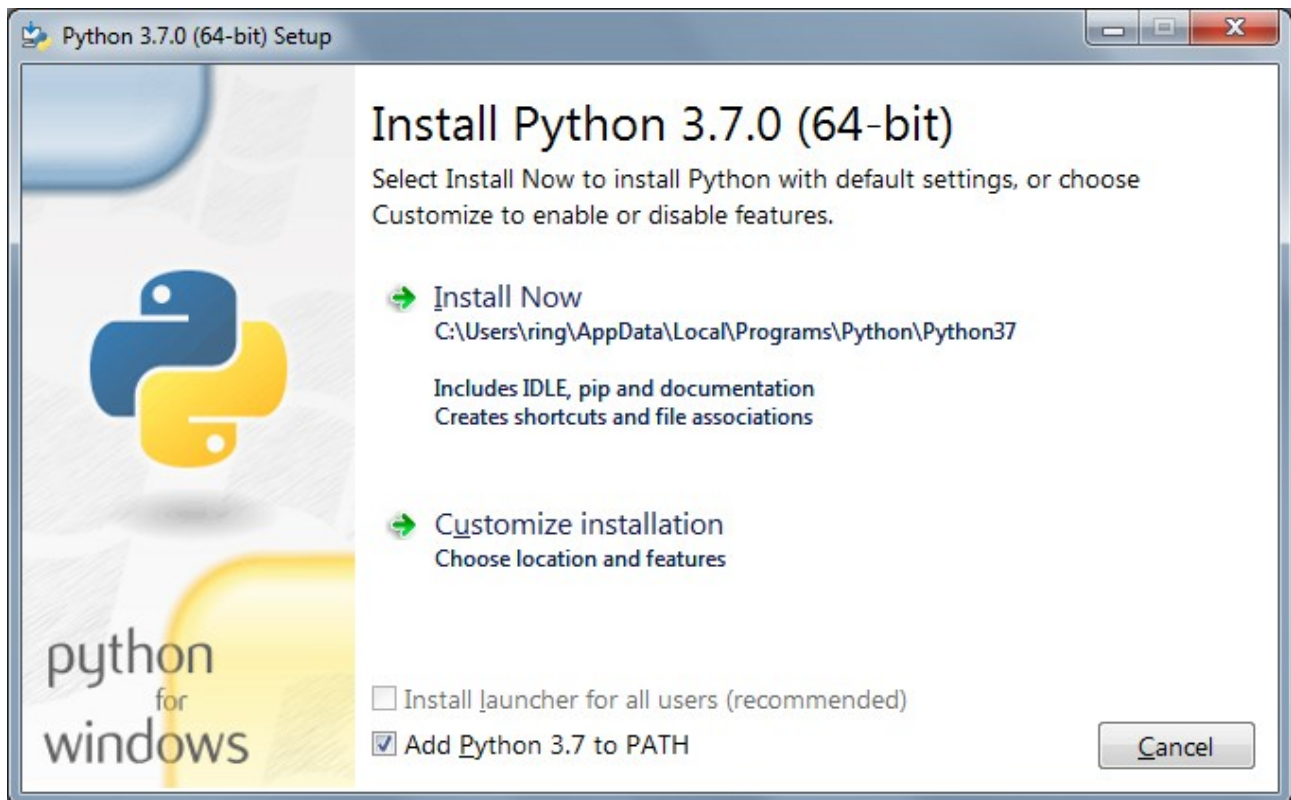 Python 3.7.0 (64-bit) Setup
Install Python 3.7.0 (64-bit)
Select Install Now to install Python with default settings, or choose
Customize to enable or disable features.
Install Now
C:\Users\ring\AppData\Local\Programs\Python\Python37
Includes IDLE, pip and documentation
Creates shortcuts and file associations
Customize installation
Choose location and features
python
for
windows
Install launcher for all users (recommended)
Add Python 3.7 to PATH
Cancel